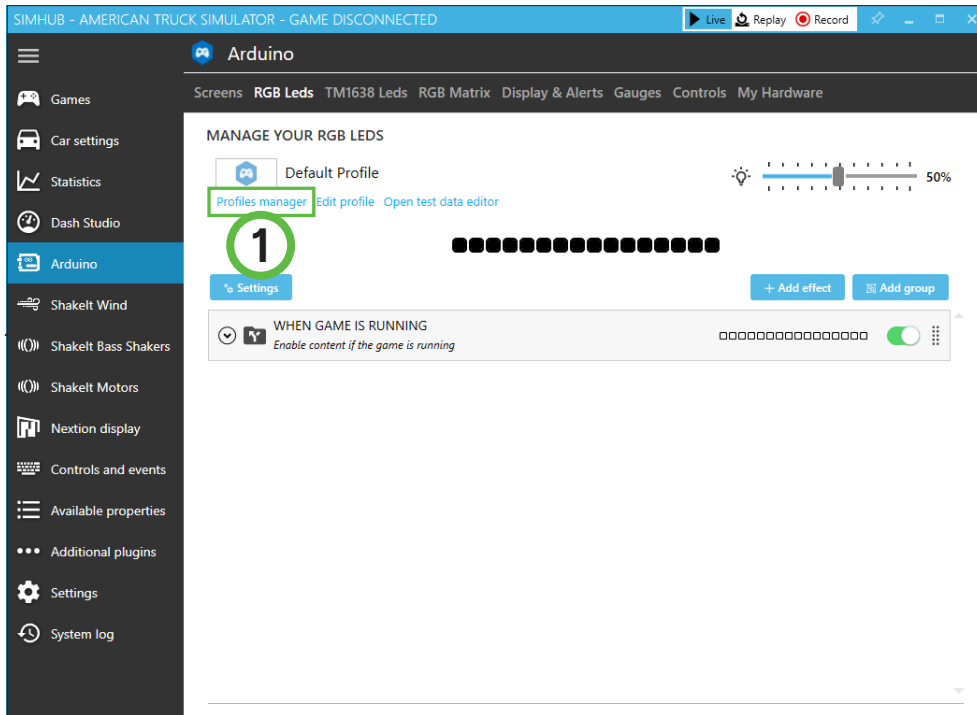 SIMHUB - AMERICAN TRUCK SIMULATOR - GAME DISCONNECTED
Live Replay Record
Arduino
Screens RGB Leds TM1638 Leds RGB Matrix Display & Alerts Gauges Controls My Hardware
Games
Car settings
Statistics
Dash Studio
Arduino
ShakeIt Wind
ShakeIt Bass Shakers
ShakeIt Motors
Nextion display
Controls and events
Available properties
Additional plugins
Settings
System log
MANAGE YOUR RGB LEDS
Default Profile
50%
Profiles manager Edit profile Open test data editor
1
Settings
+ Add effect
Add group
WHEN GAME IS RUNNING
Enable content if the game is running